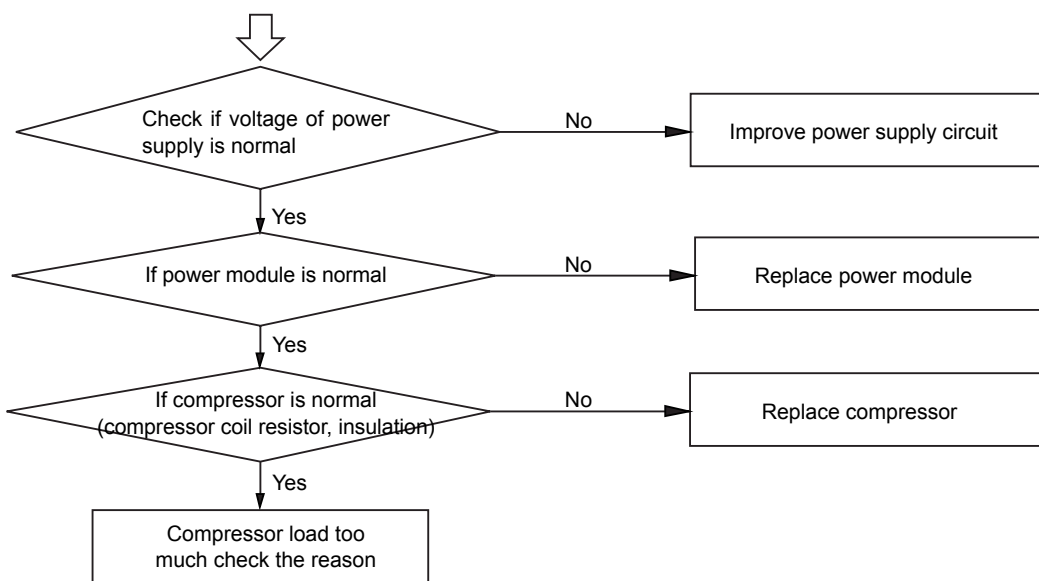 Check if voltage of power
supply is normal
No
Improve power supply circuit
Yes
If power module is normal
No
Replace power module
Yes
If compressor is normal
(compressor coil resistor, insulation)
No
Replace compressor
Yes
Compressor load too
much check the reason